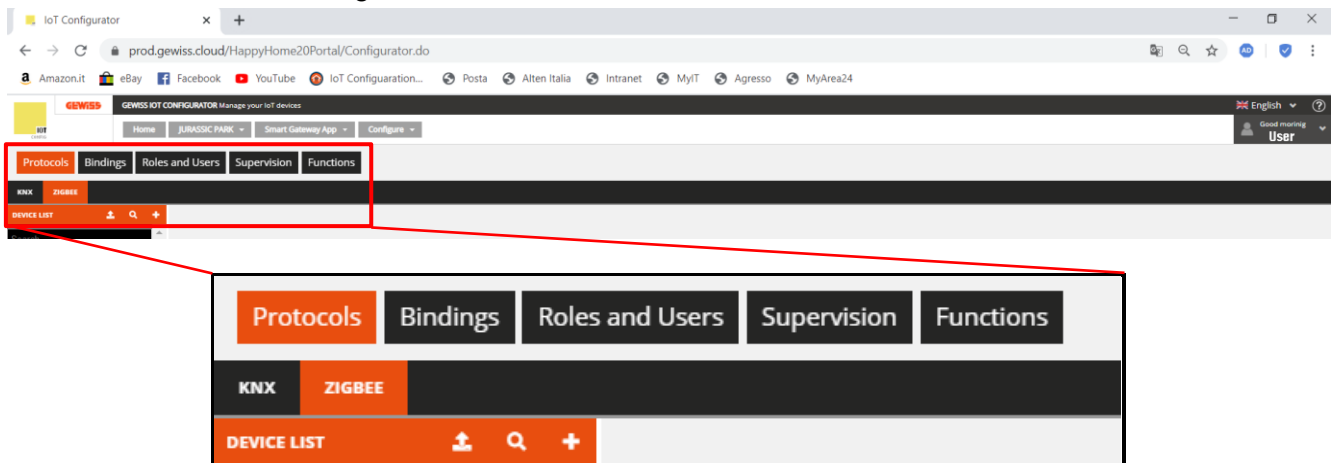 IoT Configurator
prod.gewiss.cloud/HappyHome20Portal/Configurator.do
Amazon.it eBay Facebook YouTube IoT Configuaration... Posta Alten Italia Intranet MyIT Agresso MyArea24
GEWISS GEWISS IOT CONFIGURATOR Manage your IoT devices English
IOT Home JURASSIC PARK Smart Gateway App Configure Good morinig
User
Protocols Bindings Roles and Users Supervision Functions
KNX ZIGBEE
DEVICE LIST
Search
Protocols Bindings Roles and Users Supervision Functions
KNX ZIGBEE
DEVICE LIST